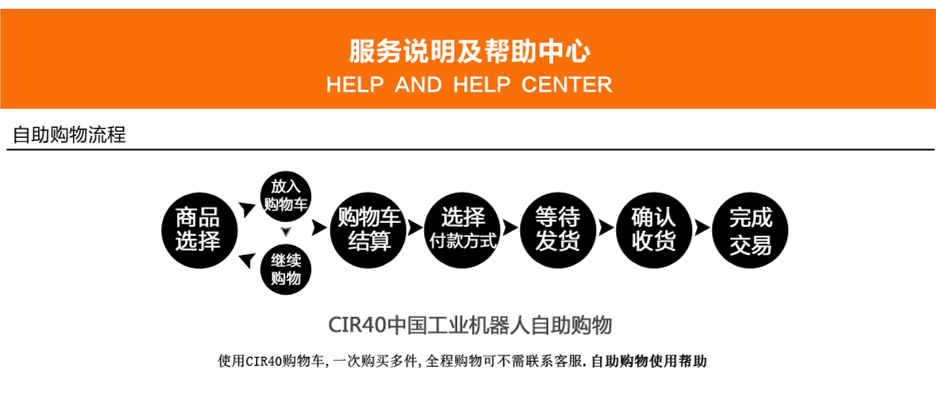 服务说明及帮助中心
HELP AND HELP CENTER
自助购物流程
商品
选择
放入
购物车
继续
购物
购物车
结算
选择
付款方式
等待
发货
确认
收货
完成
交易
CIR40中国工业机器人自助购物
使用CIR40购物车,一次购买多件,全程购物可不需联系客服.自助购物使用帮助